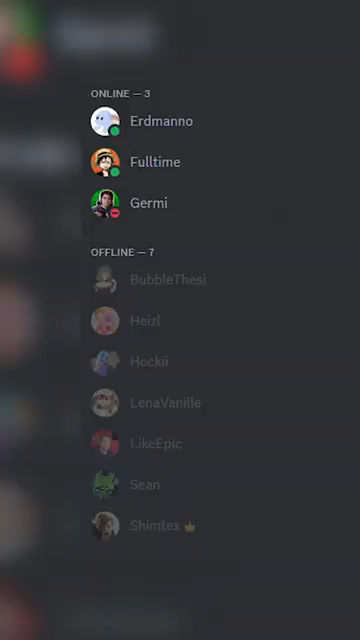 ONLINE — 3
Erdmanno
Fulltime
Germi
OFFLINE — 7
BubbleThesi
Heizl
Hockii
LenaVanille
LikeEpic
Sean
Shimtex